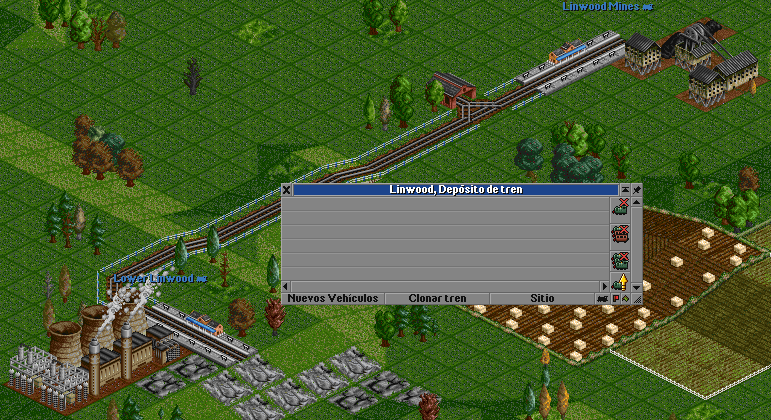 Linwood Mines
Linwood, Depósito de tren
Lower Linwood
Nuevos Vehículos
Clonar tren
Sitio